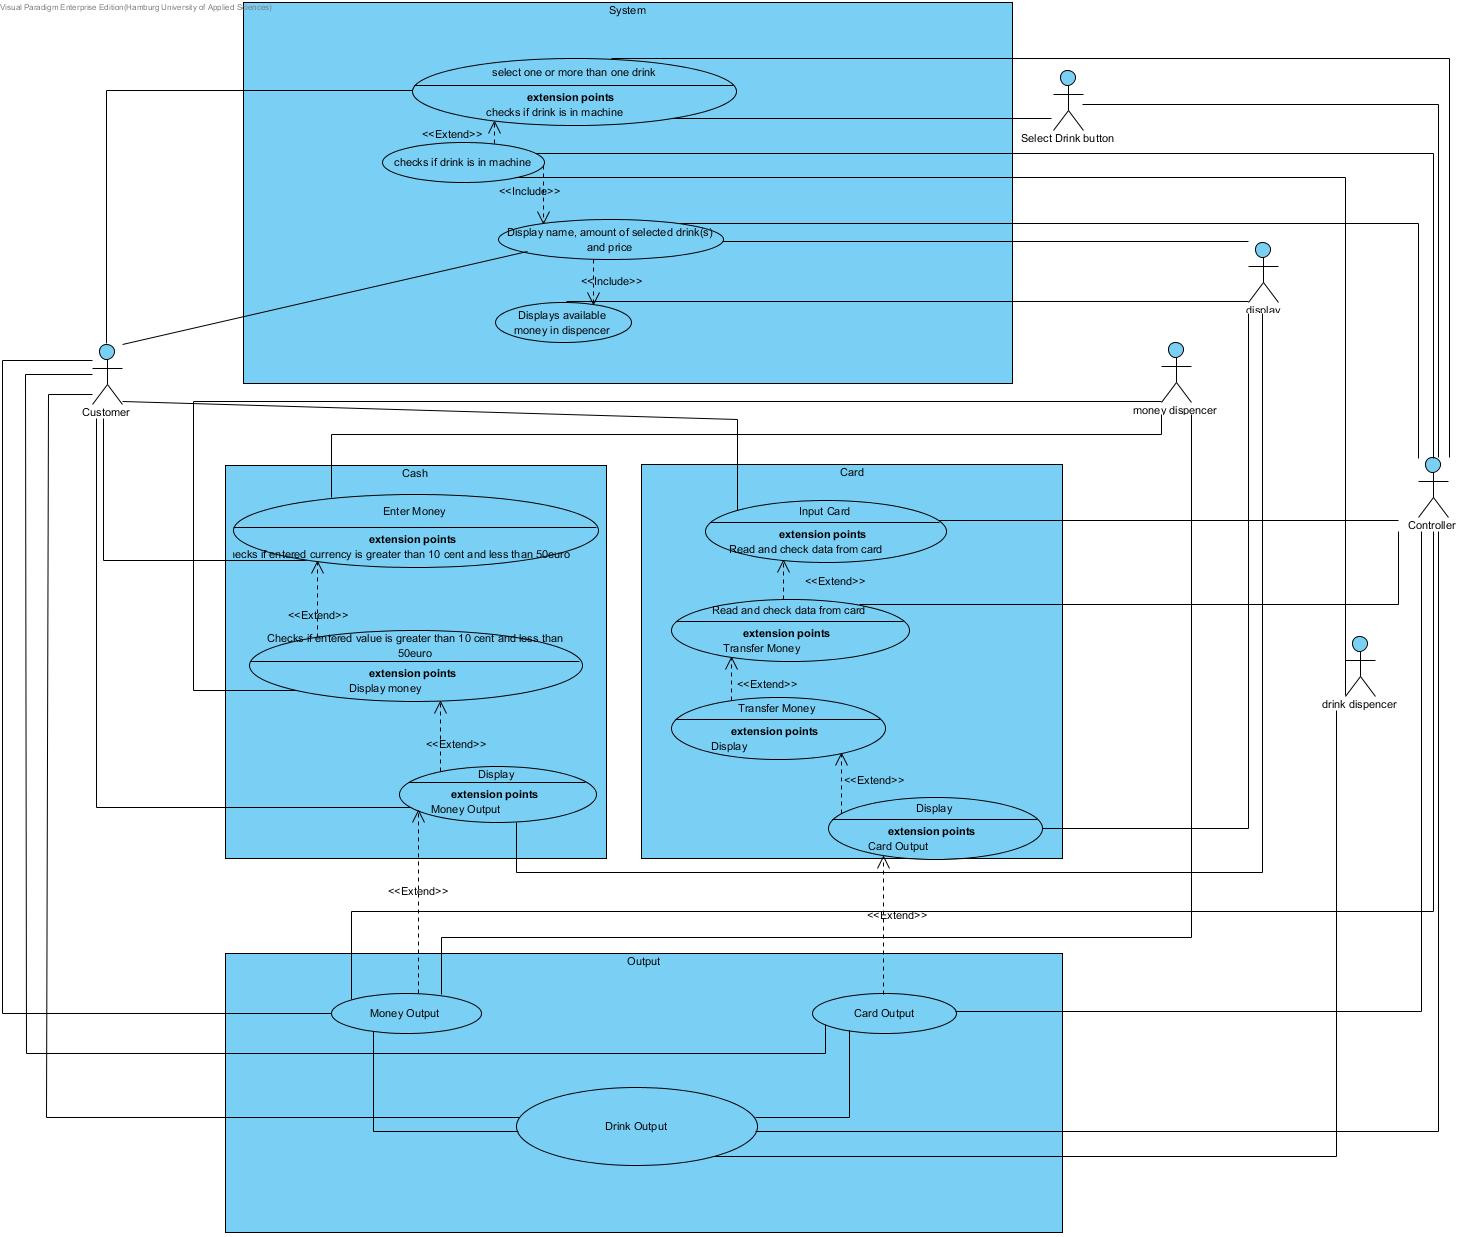 Visual Paradigm Enterprise Edition(Hamburg University of Applied Sciences)
System
select one or more than one drink
extension points
checks if drink is in machine
<<Extend>>
Select Drink button
checks if drink is in machine
<<Include>>
Display name, amount of selected drink(s)
and price
<<Include>>
display
Displays available
money in dispencer
Customer
money dispencer
Cash
Card
Enter Money
extension points
if entered currency is greater than 10 cent and less than 50euro
Input Card
extension points
Read and check data from card
Controller
<<Extend>>
<<Extend>>
Checks if entered value is greater than 10 cent and less than
50euro
extension points
Display money
Read and check data from card
extension points
Transfer Money
<<Extend>>
drink dispencer
Transfer Money
extension points
Display
<<Extend>>
<<Extend>>
Display
extension points
Money Output
Display
extension points
Card Output
<<Extend>>
<<Extend>>
Output
Money Output
Card Output
Drink Output